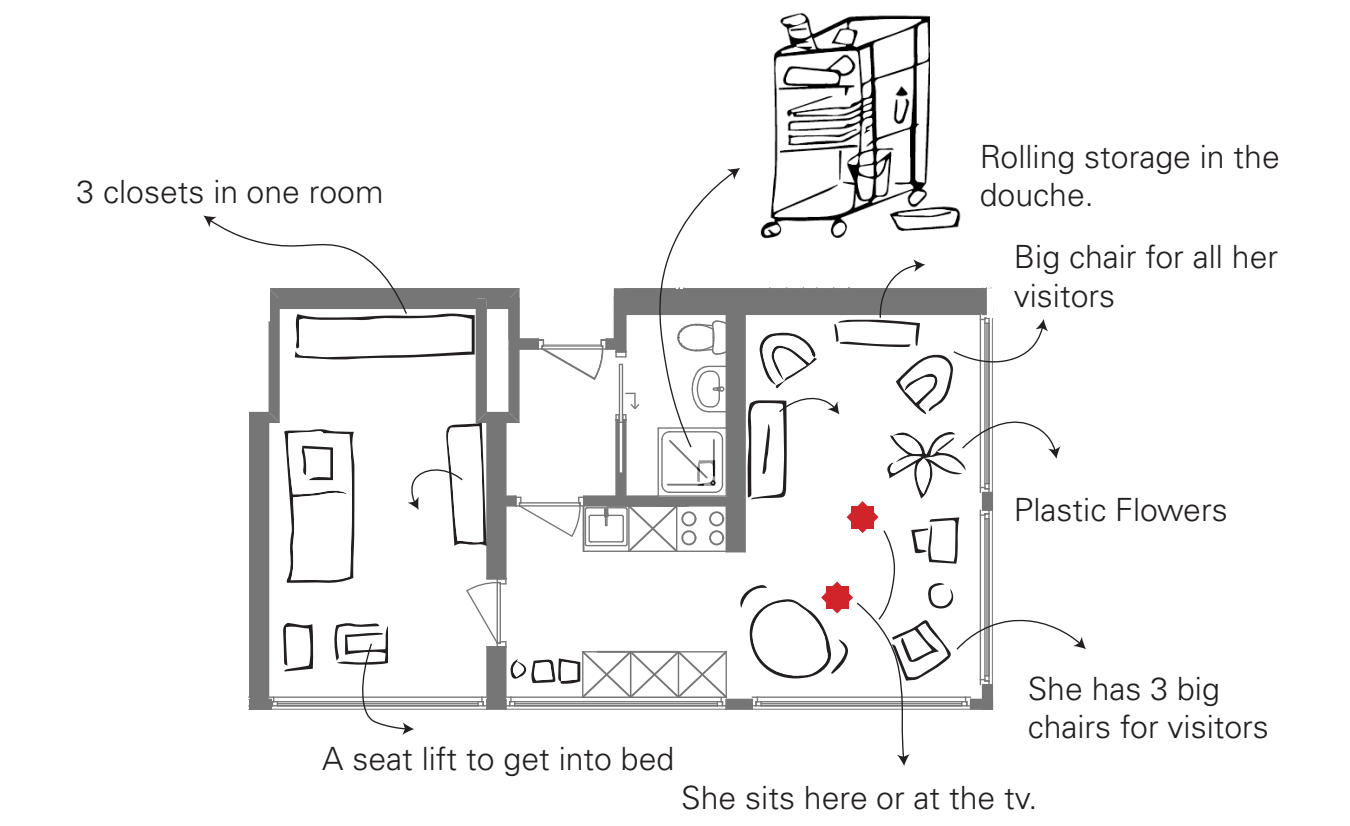 Rolling storage in the
douche.
3 closets in one room
Big chair for all her
visitors
Plastic Flowers
She has 3 big
chairs for visitors
A seat lift to get into bed
She sits here or at the tv.